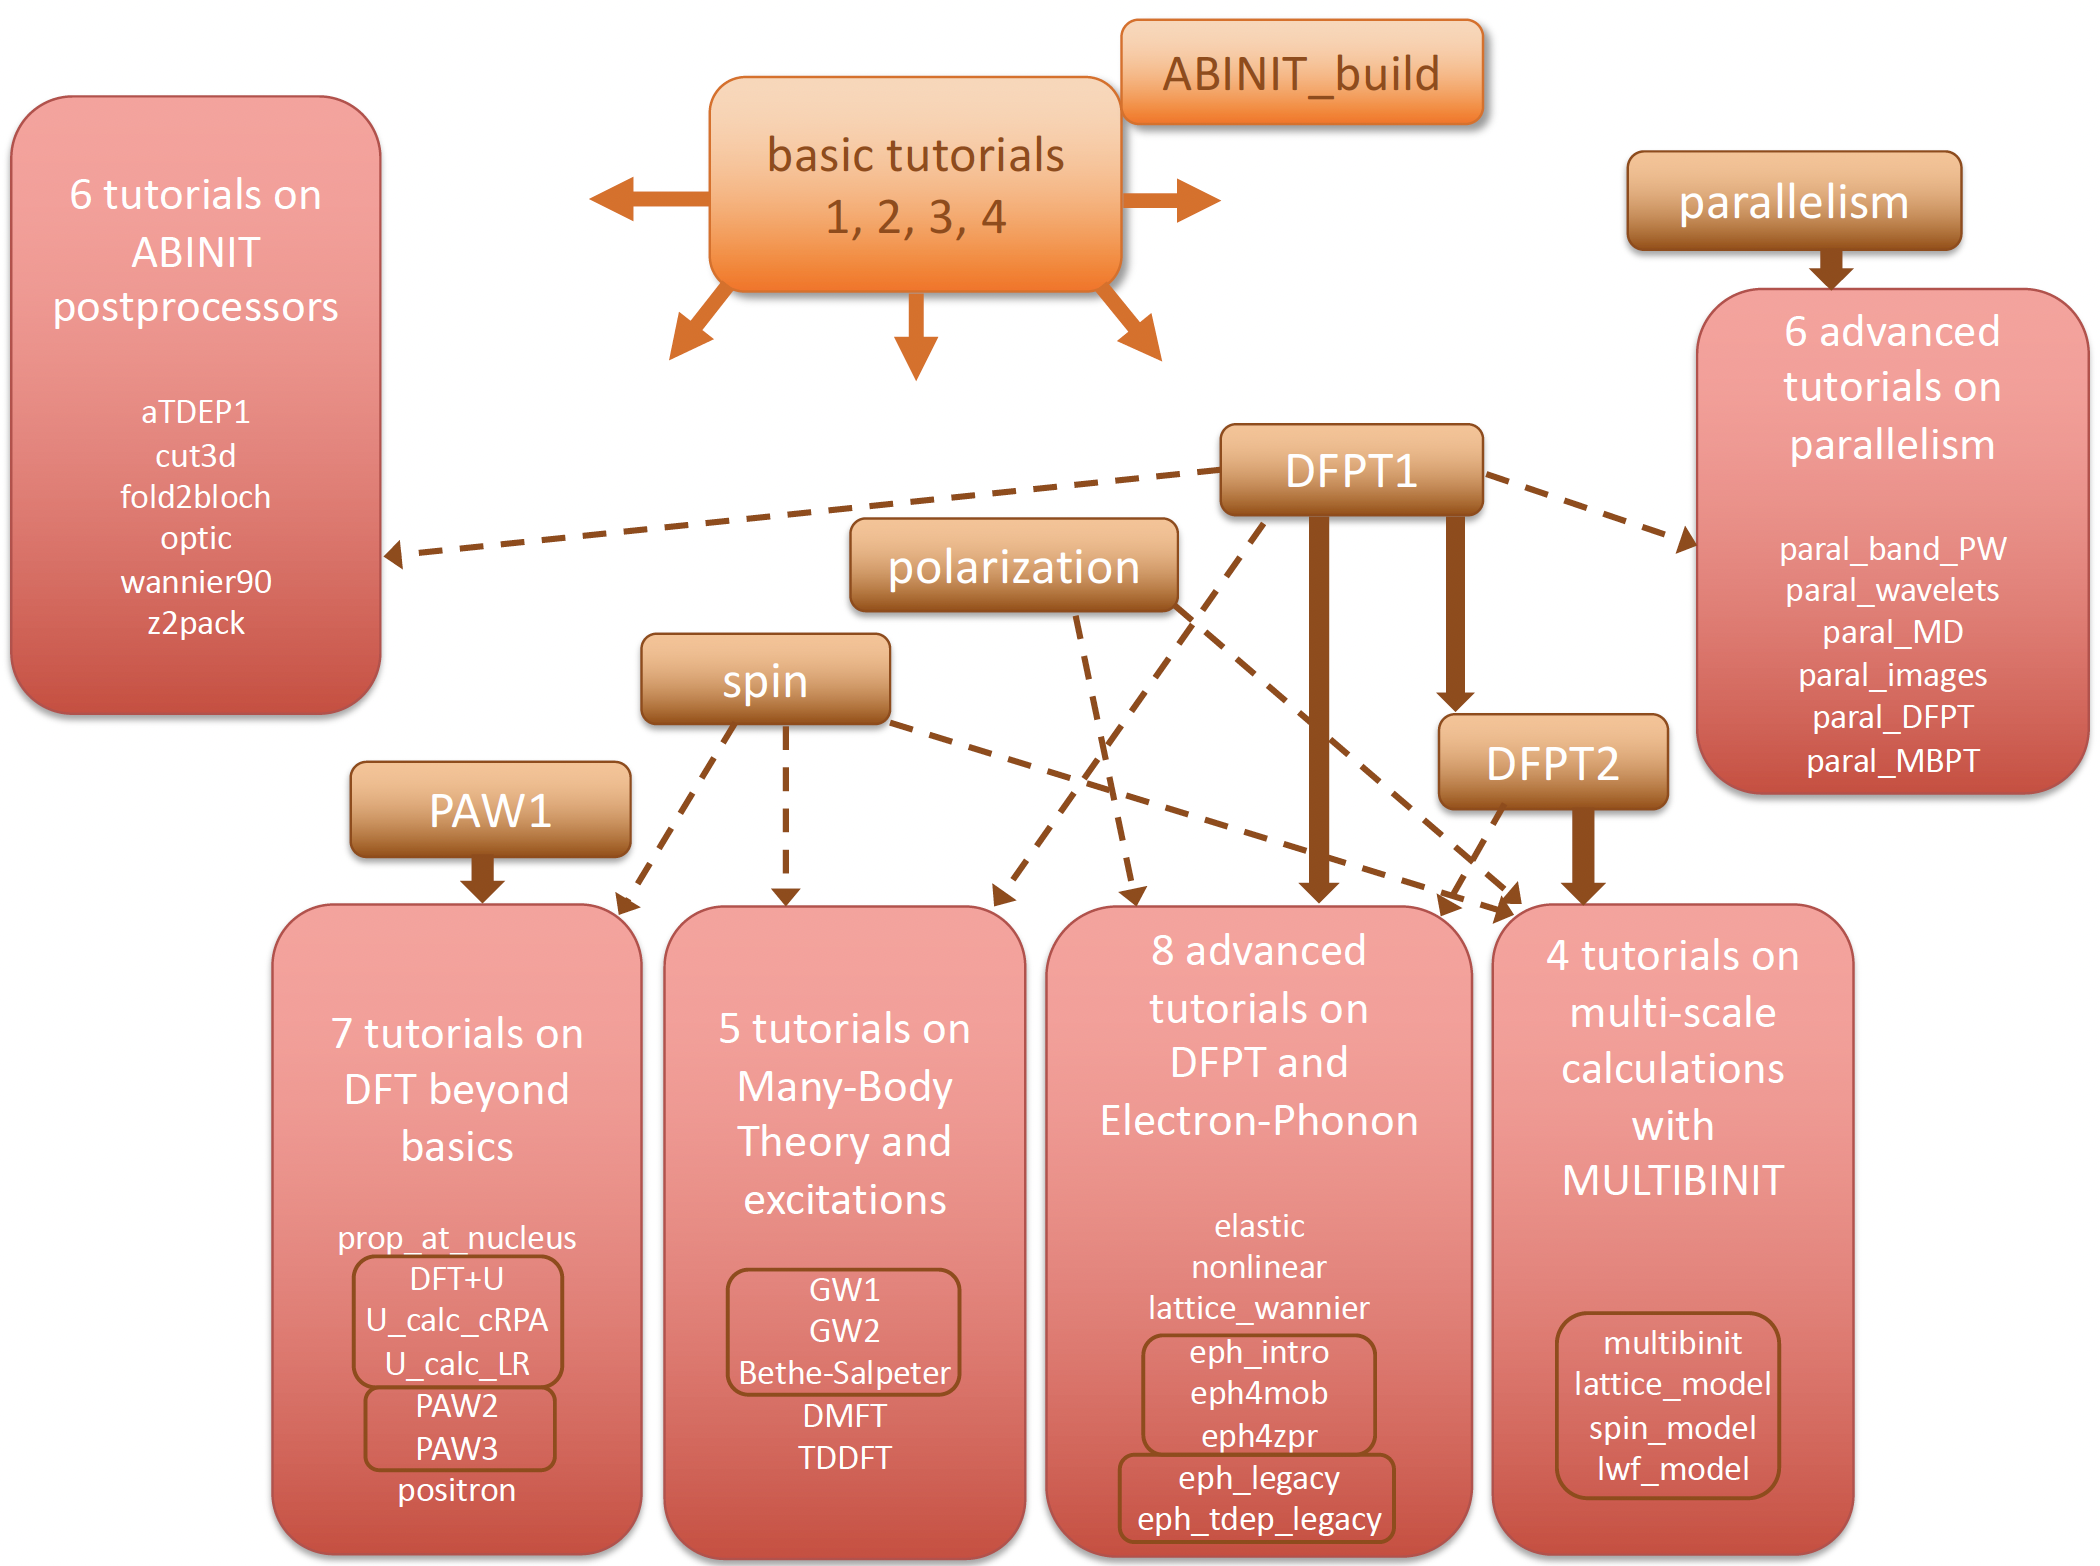 ABINIT_build
basic tutorials
1, 2, 3, 4
6 tutorials on
ABINIT
postprocessors
aTDEP1
cut3d
fold2bloch
optic
wannier90
z2pack
parallelism
6 advanced
tutorials on
parallelism
paral_band_PW
paral_wavelets
paral_MD
paral_images
paral_DFPT
paral_MBPT
DFPT1
polarization
spin
DFPT2
PAW1
7 tutorials on
DFT beyond
basics
prop_at_nucleus
DFT+U
U_calc_cRPA
U_calc_LR
PAW2
PAW3
positron
5 tutorials on
Many-Body
Theory and
excitations
GW1
GW2
Bethe-Salpeter
DMFT
TDDFT
8 advanced
tutorials on
DFPT and
Electron-Phonon
elastic
nonlinear
lattice_wannier
eph_intro
eph4mob
eph4zpr
eph_legacy
eph_tdep_legacy
4 tutorials on
multi-scale
calculations
with
MULTIBINIT
multibinit
lattice_model
spin_model
lwf_model